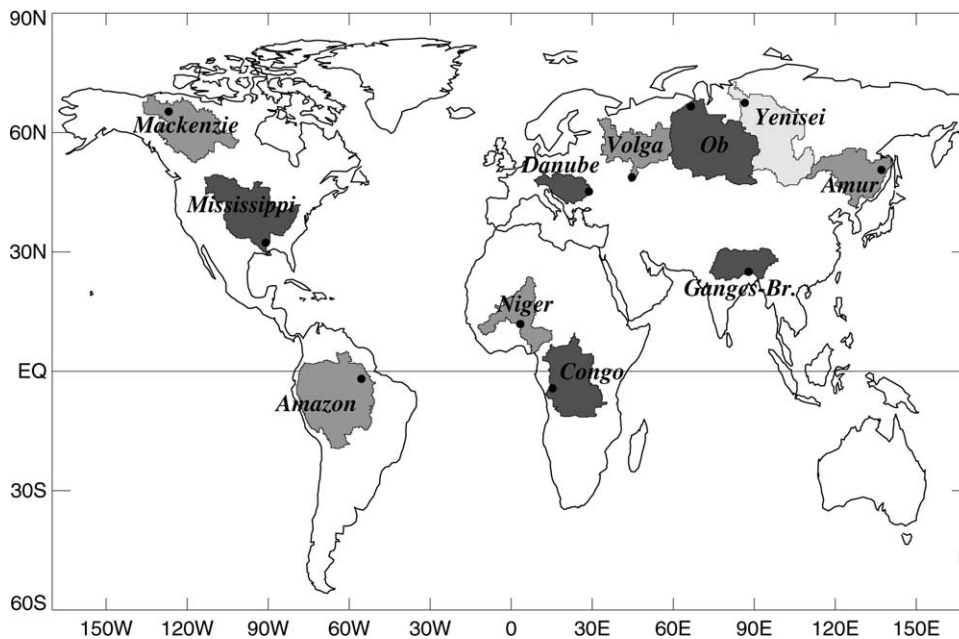 90N
60N
30N
EQ
30S
60S
Mackenzie
Mississippi
Amazon
Danube
Volga
Ob
Yenisei
Amur
Ganges-Br.
Niger
Congo
150W 120W 90W 60W 30W 0 30E 60E 90E 120E 150E